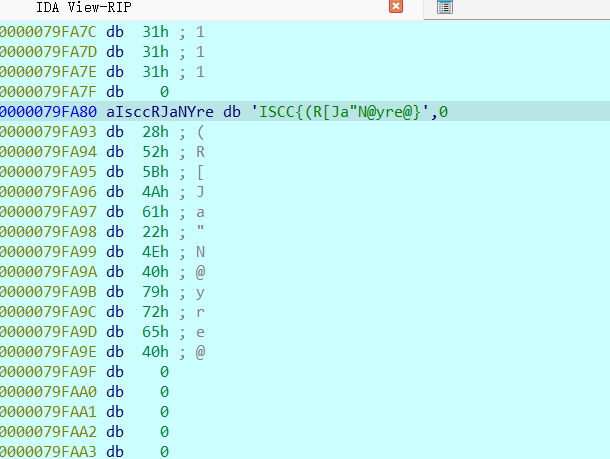 IDA View-RIP
0000079FA7C db 31h ; 1
0000079FA7D db 31h ; 1
0000079FA7E db 31h ; 1
0000079FA7F db 0
0000079FA80 aIsccRJaNYre db 'ISCC{(R[Ja"N@yre@}',0
0000079FA93 db 28h ; (
0000079FA94 db 52h ; R
0000079FA95 db 5Bh ; [
0000079FA96 db 4Ah ; J
0000079FA97 db 61h ; a
0000079FA98 db 22h ; "
0000079FA99 db 4Eh ; N
0000079FA9A db 40h ; @
0000079FA9B db 79h ; y
0000079FA9C db 72h ; r
0000079FA9D db 65h ; e
0000079FA9E db 40h ; @
0000079FA9F db 0
0000079FAA0 db 0
0000079FAA1 db 0
0000079FAA2 db 0
0000079FAA3 db 0